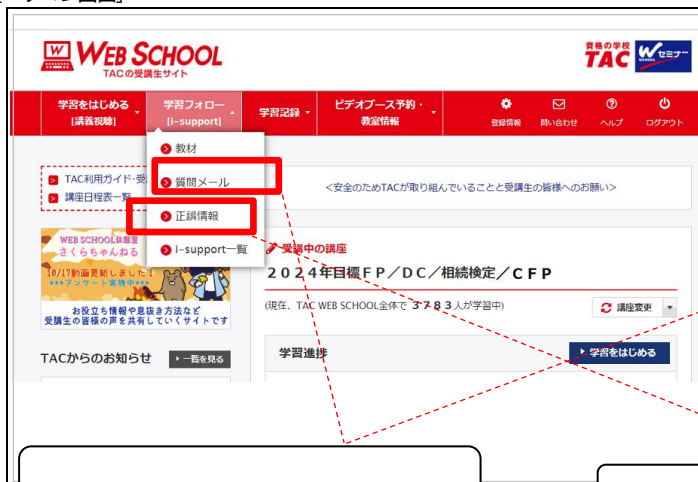 WEB SCHOOL
TACの受講生サイト
資格の学校
TAC
Wセミナー
学習をはじめる
[講義視聴]
学習フォロー
[i-support]
学習記録
ビデオブース予約・
教室情報
登録情報
問い合わせ
ヘルプ
ログアウト
教材
質問メール
正誤情報
i-support一覧
TAC利用ガイド・受
講座日程表一覧
<安全のためTACが取り組んでいることと受講生の皆様へのお願い>
WEB SCHOOL休憩室
さくらちゃんねる
10/17動画更新しました!
***アンケート実施中***
お役立ち情報や息抜き方法など
受講生の皆様の声を共有していくサイトです
受講中の講座
2024年目標FP/DC/相続検定/CFP
(現在、TAC WEB SCHOOL全体で 3783人が学習中)
講座変更
TACからのお知らせ
一覧を見る
学習進捗
学習をはじめる